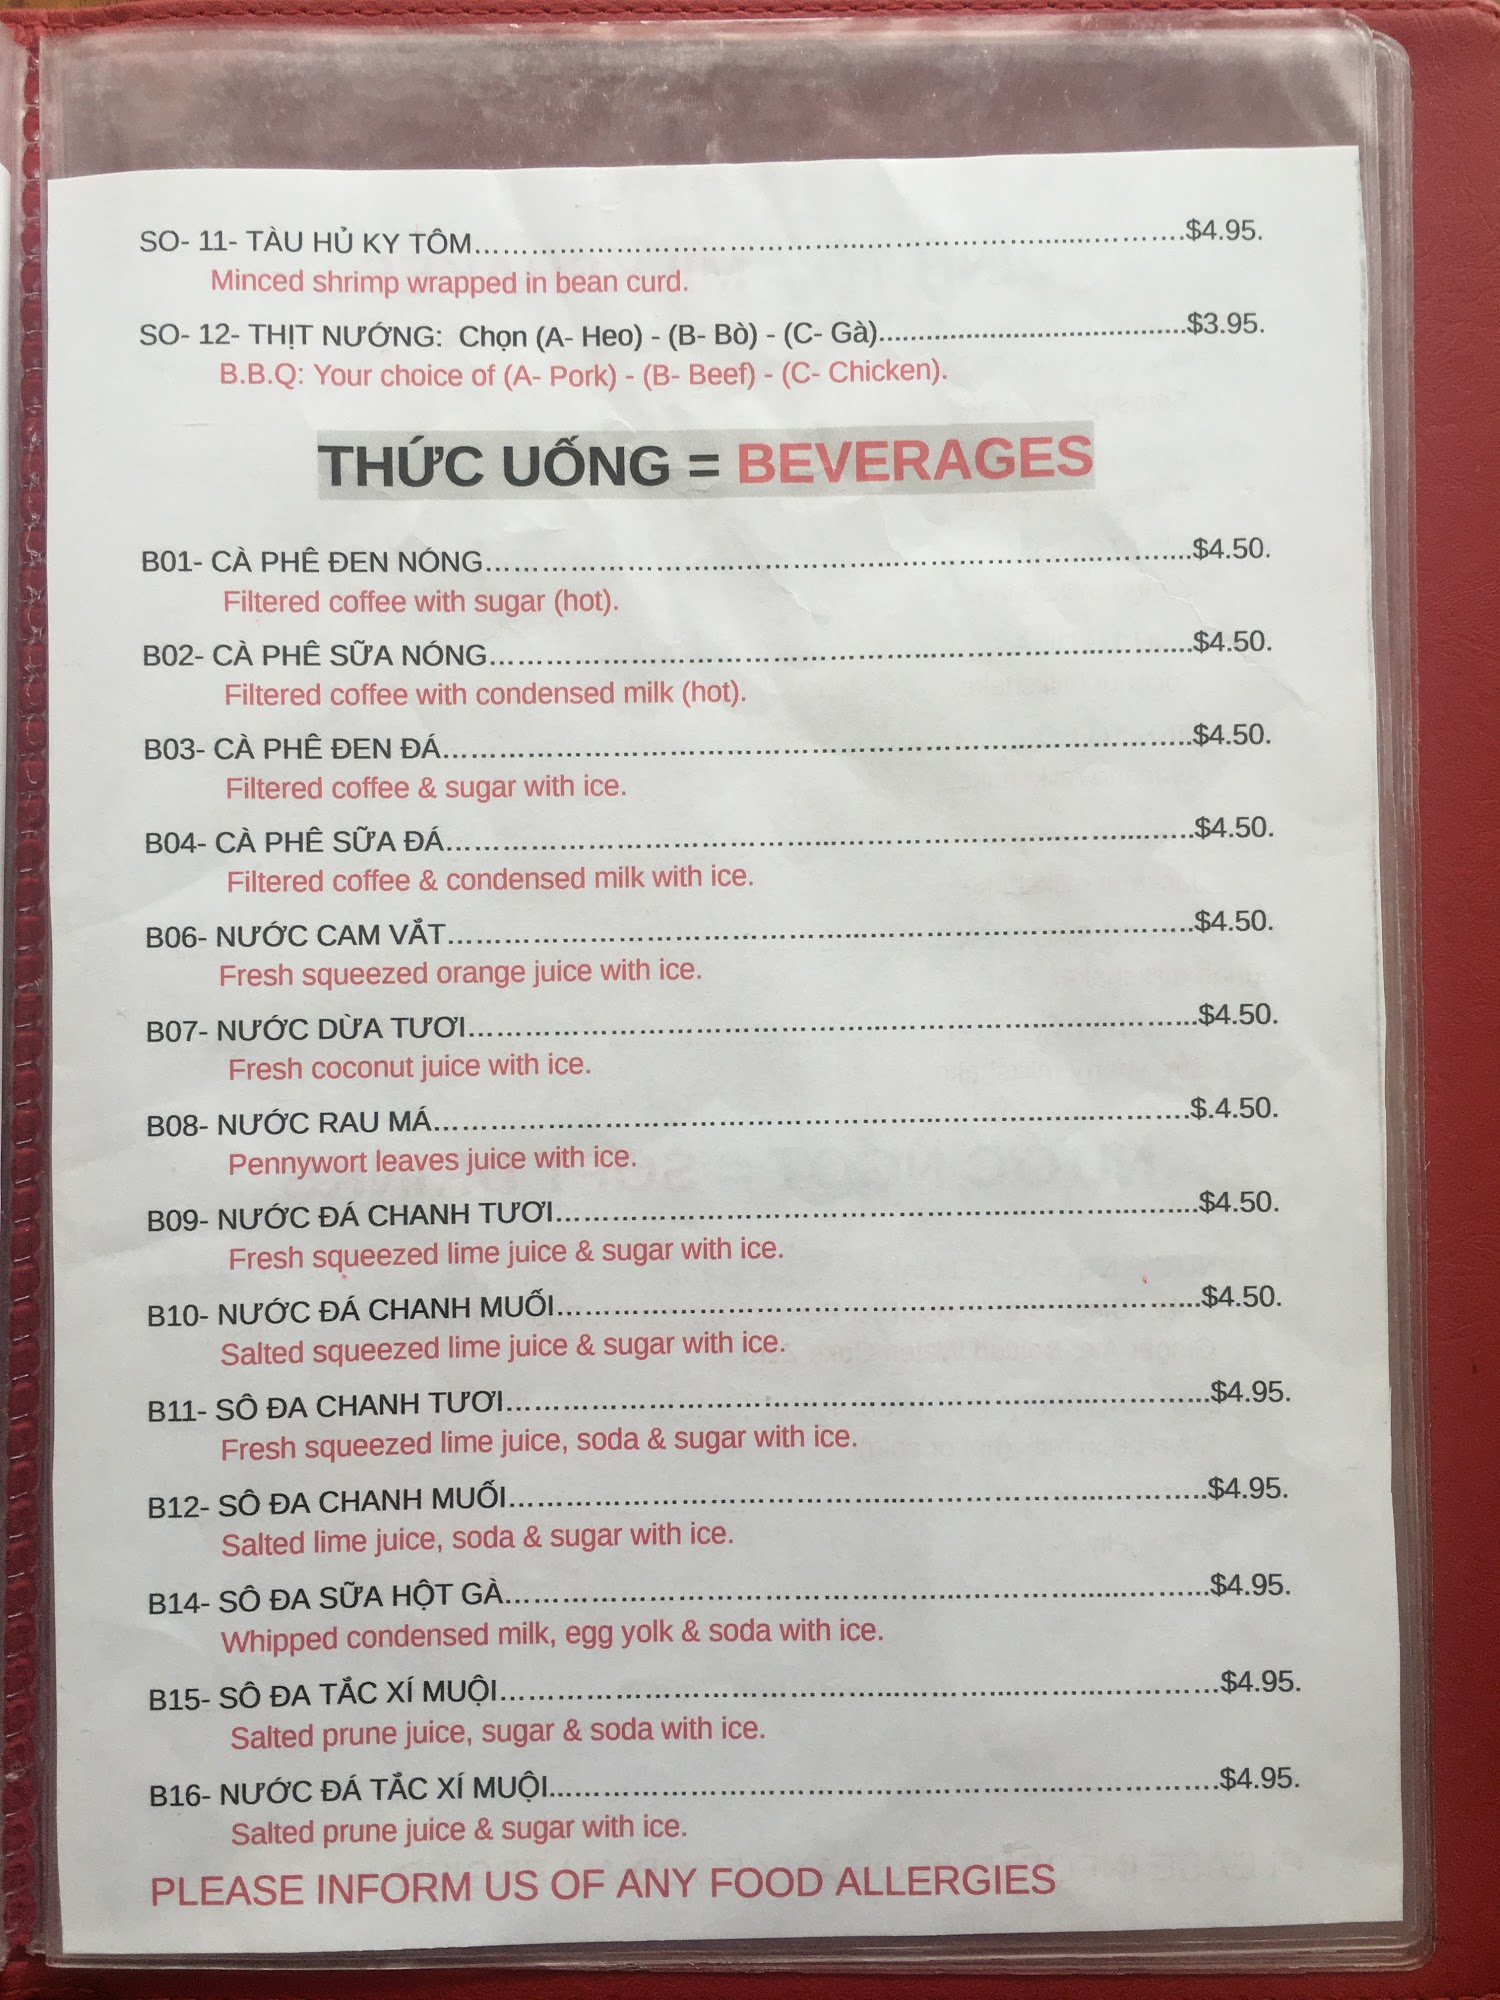 SO- 11- TÀU HỦ KY TÔM..........$4.95.
Minced shrimp wrapped in bean curd.
SO- 12- THỊT NƯỚNG: Chọn (A- Heo) - (B- Bò) - (C- Gà)..........$3.95.
B.B.Q: Your choice of (A- Pork) - (B- Beef) - (C- Chicken).
THỨC UỐNG = BEVERAGES
B01- CÀ PHÊ ĐEN NÓNG..........$4.50.
Filtered coffee with sugar (hot).
B02- CÀ PHÊ SỮA NÓNG..........$4.50.
Filtered coffee with condensed milk (hot).
B03- CÀ PHÊ ĐEN ĐÁ..........$4.50.
Filtered coffee & sugar with ice.
B04- CÀ PHÊ SỮA ĐÁ..........$4.50.
Filtered coffee & condensed milk with ice.
B06- NƯỚC CAM VẮT..........$4.50.
Fresh squeezed orange juice with ice.
B07- NƯỚC DỪA TƯƠI..........$4.50.
Fresh coconut juice with ice.
B08- NƯỚC RAU MÁ..........$.4.50.
Pennywort leaves juice with ice.
B09- NƯỚC ĐÁ CHANH TƯƠI..........$4.50.
Fresh squeezed lime juice & sugar with ice.
B10- NƯỚC ĐÁ CHANH MUỐI..........$4.50.
Salted squeezed lime juice & sugar with ice.
B11- SÔ ĐA CHANH TƯƠI..........$4.95.
Fresh squeezed lime juice, soda & sugar with ice.
B12- SÔ ĐA CHANH MUỐI..........$4.95.
Salted lime juice, soda & sugar with ice.
B14- SÔ ĐA SỮA HỘT GÀ..........$4.95.
Whipped condensed milk, egg yolk & soda with ice.
B15- SÔ ĐA TẮC XÍ MUỘI..........$4.95.
Salted prune juice, sugar & soda with ice.
B16- NƯỚC ĐÁ TẮC XÍ MUỘI..........$4.95.
Salted prune juice & sugar with ice.
PLEASE INFORM US OF ANY FOOD ALLERGIES